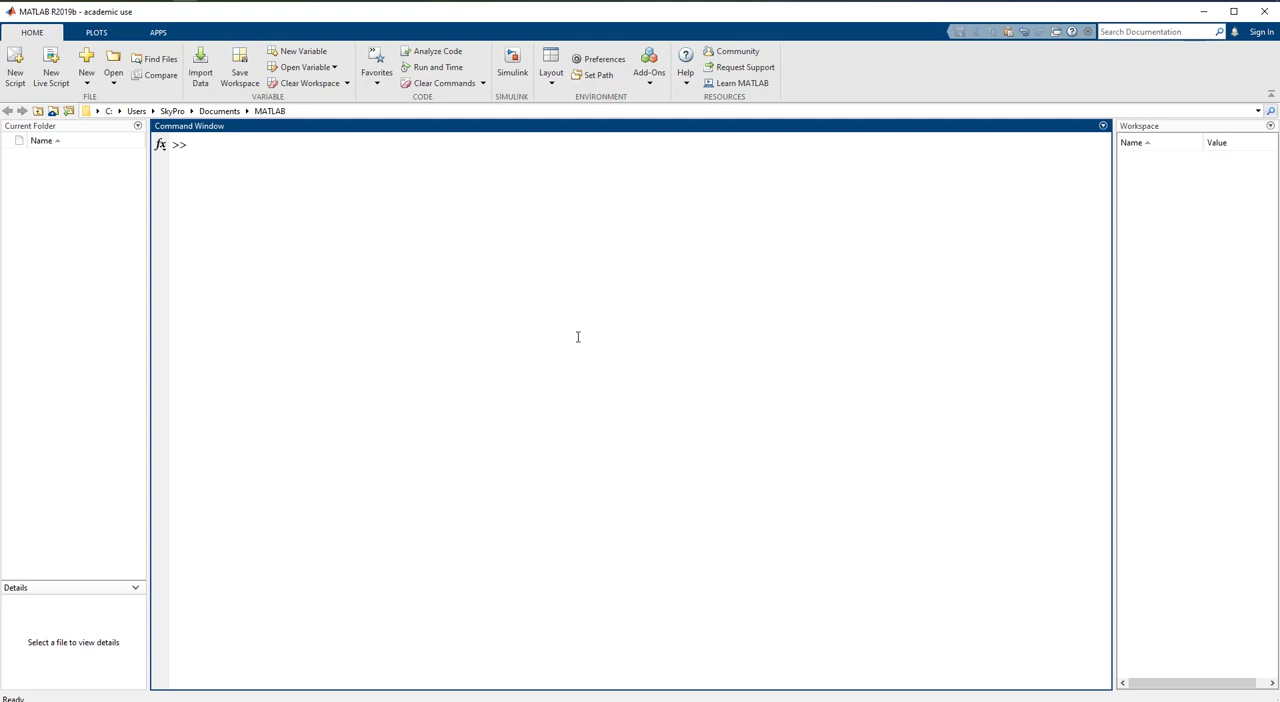 MATLAB R2019b - academic use
HOME PLOTS APPS
Search Documentation
Sign In
New Script
New Live Script
New
Open
Find Files
Compare
FILE
Import Data
Save Workspace
New Variable
Open Variable
Clear Workspace
VARIABLE
Favorites
Analyze Code
Run and Time
Clear Commands
CODE
Simulink
SIMULINK
Layout
Preferences
Set Path
Add-Ons
ENVIRONMENT
Help
Community
Request Support
Learn MATLAB
RESOURCES
C: Users SkyPro Documents MATLAB
Current Folder
Name
Command Window
fx >>
Workspace
Name Value
Details
Select a file to view details
Ready